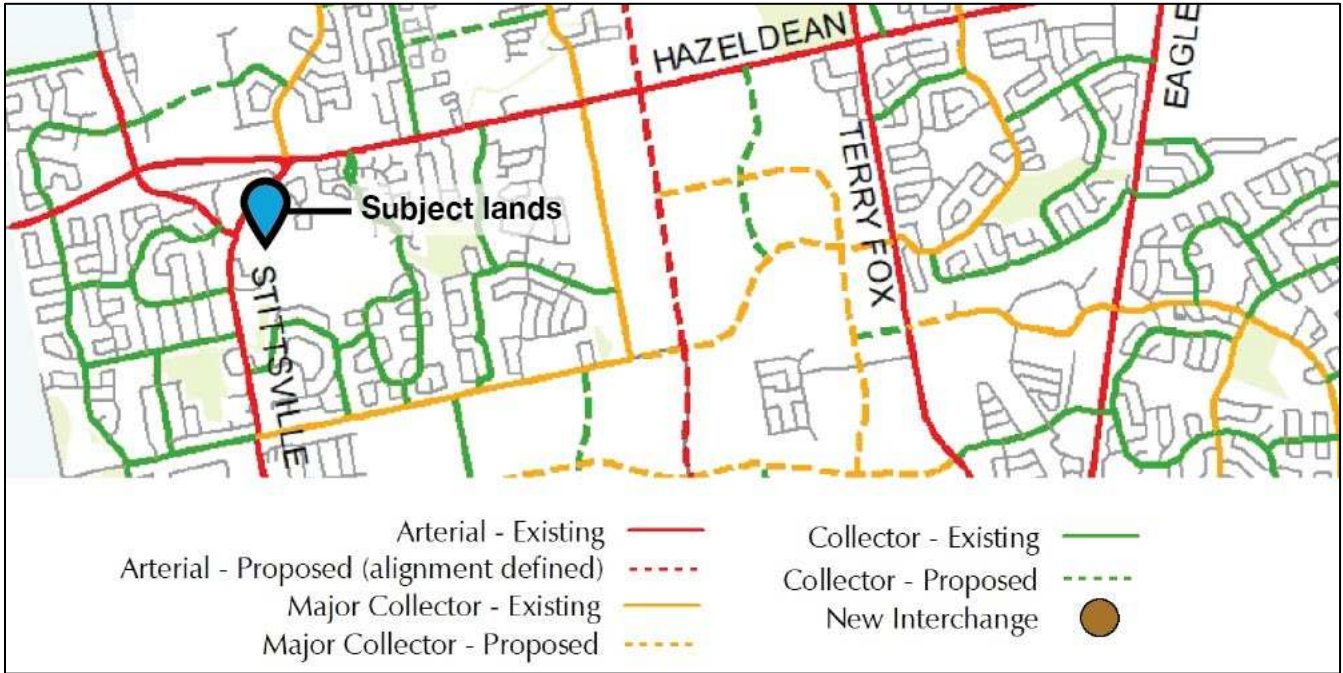 HAZELDEAN
EAGLE
TERRY FOX
Subject lands
STITTSVILLE
Arterial - Existing
Arterial - Proposed (alignment defined)
Major Collector - Existing
Major Collector - Proposed
Collector - Existing
Collector - Proposed
New Interchange